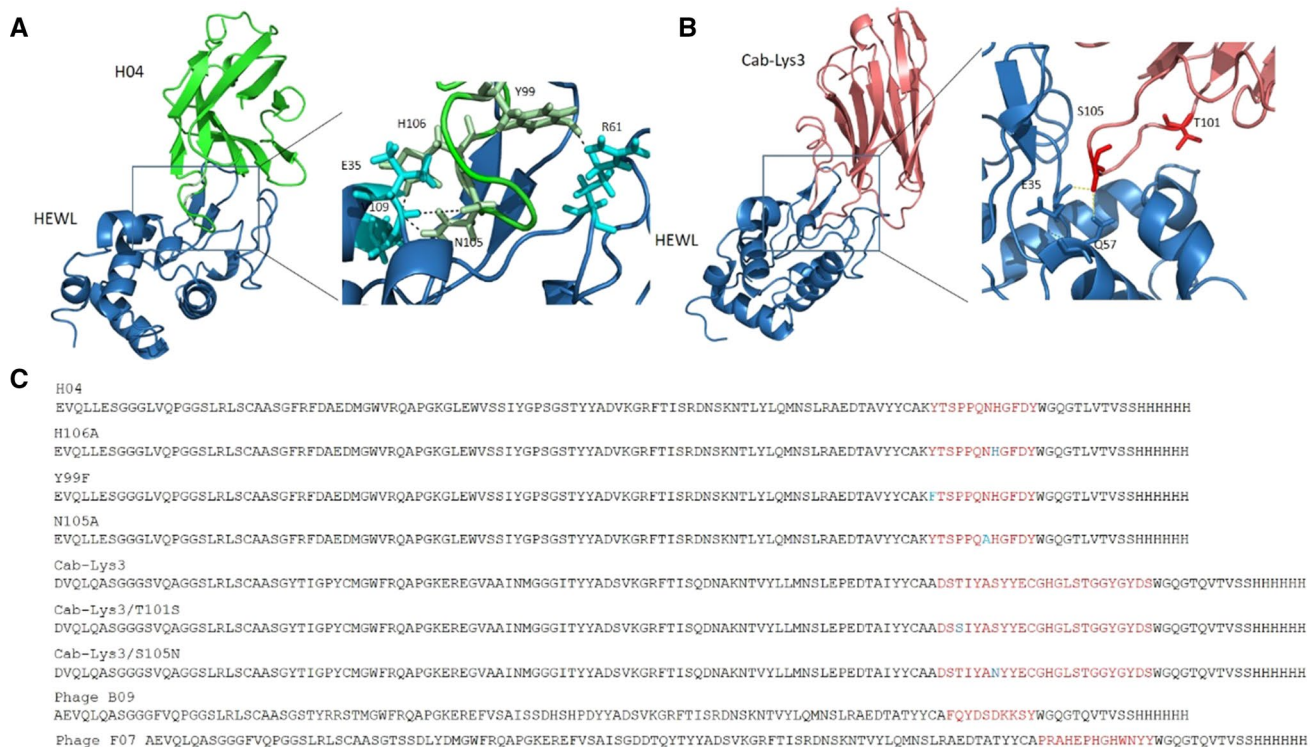 A
H04
HEWL
Y99
H106
R61
E35
109
N105
B
Cab-Lys3
HEWL
S105
T101
E35
Q57
C
H04
EVQLLESGGGLVQPGGSLRLSCAASGFRFDAEDMGWVRQAPGKGLEWVSSIYGPSGSTYYADVKGRFTISRDNSKNTLYLQMNSLRAEDTAVYYCAKYTSPPQNHGFDYWGQGTLVTVSSHHHHHH
H106A
EVQLLESGGGLVQPGGSLRLSCAASGFRFDAEDMGWVRQAPGKGLEWVSSIYGPSGSTYYADVKGRFTISRDNSKNTLYLQMNSLRAEDTAVYYCAKYTSPPQNHGFDYWGQGTLVTVSSHHHHHH
Y99F
EVQLLESGGGLVQPGGSLRLSCAASGFRFDAEDMGWVRQAPGKGLEWVSSIYGPSGSTYYADVKGRFTISRDNSKNTLYLQMNSLRAEDTAVYYCAKFTSPPQNHGFDYWGQGTLVTVSSHHHHHH
N105A
EVQLLESGGGLVQPGGSLRLSCAASGFRFDAEDMGWVRQAPGKGLEWVSSIYGPSGSTYYADVKGRFTISRDNSKNTLYLQMNSLRAEDTAVYYCAKYTSPPQAHGFDYWGQGTLVTVSSHHHHHH
Cab-Lys3
DVQLQASGGGSVQAGGSLRLSCAASGYTIGPYCMGWFRQAPGKEREGVAAINMGGGITYYADSVKGRFTISQDNAKNTVYLLMNSLEPEDTAIYYCAADSTIYASYYECGHGLSTGGYGYDSWGQGTQVTVSSHHHHHH
Cab-Lys3/T101S
DVQLQASGGGSVQAGGSLRLSCAASGYTIGPYCMGWFRQAPGKEREGVAAINMGGGITYYADSVKGRFTISQDNAKNTVYLLMNSLEPEDTAIYYCAADSSIYASYYECGHGLSTGGYGYDSWGQGTQVTVSSHHHHHH
Cab-Lys3/S105N
DVQLQASGGGSVQAGGSLRLSCAASGYTIGPYCMGWFRQAPGKEREGVAAINMGGGITYYADSVKGRFTISQDNAKNTVYLLMNSLEPEDTAIYYCAADSTIYANYYECGHGLSTGGYGYDSWGQGTQVTVSSHHHHHH
Phage B09
AEVQLQASGGGFVQPGGSLRLSCAASGSTYRRSTMGWFRQAPGKEREFVSAISSDHSHPDYYADSVKGRFTISRDNSKNTVYLQMNSLRAEDTATYYCAFQYDSDKKSYWGQGTQVTVSSHHHHHH
Phage F07 AEVQLQASGGGFVQPGGSLRLSCAASGTSSDLYDMGWFRQAPGKEREFVSAISGDDTQYTYYADSVKGRFTISRDNSKNTVYLQMNSLRAEDTATYYCAPRAHEPHGHWNYYWGQGTQVTVSSHHHHHH